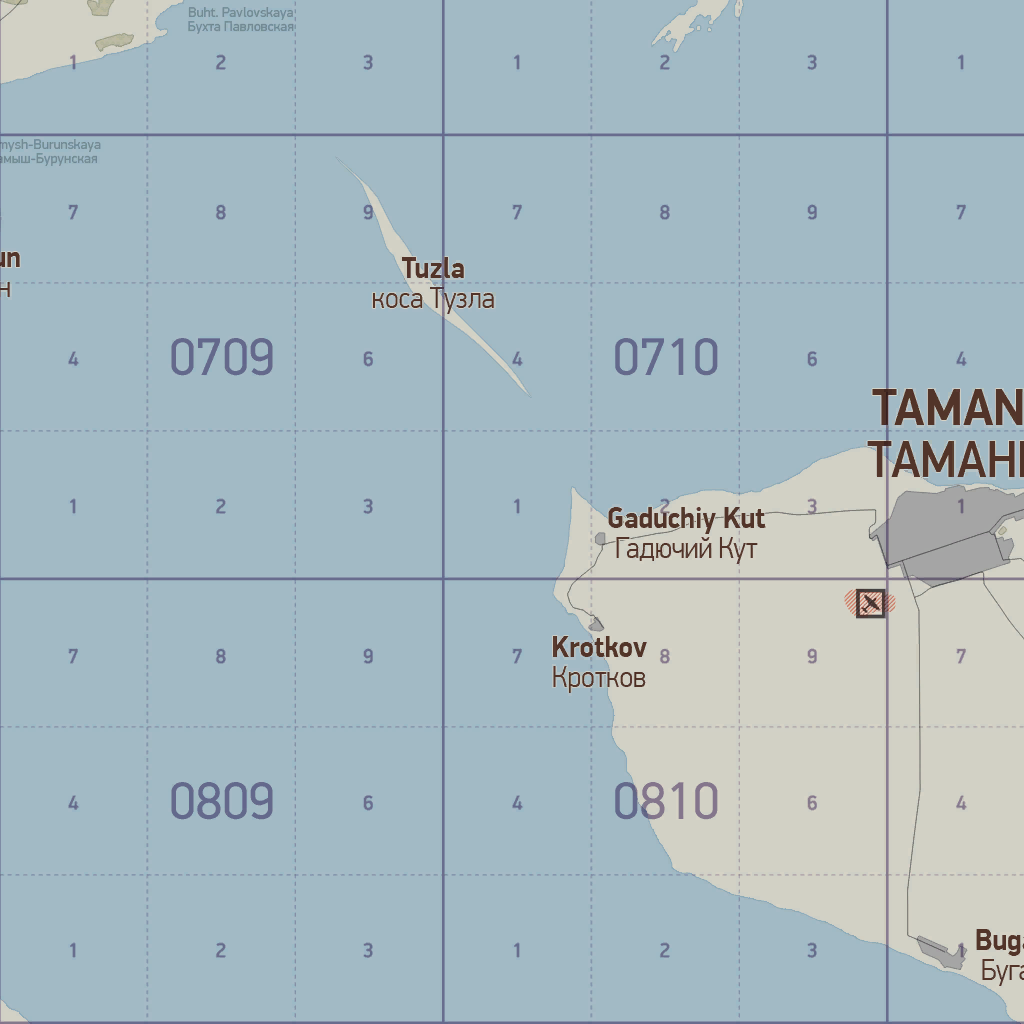 Buht. Pavlovskaya
Бухта Павловская
1 2 3 1 2 3 1
mysh-Burunskaya
амыш-Бурунская
7 8 9 7 8 9 7
un
н
Tuzla
коса Тузла
4 0709 6 4 0710 6 4
TAMAN
ТАМАН
1 2 3 1 2 3 1
Gaduchiy Kut
Гадючий Кут
7 8 9 7 8 9 7
Krotkov
Кротков
4 0809 6 4 0810 6 4
1 2 3 1 2 3 1
Buga
Буга